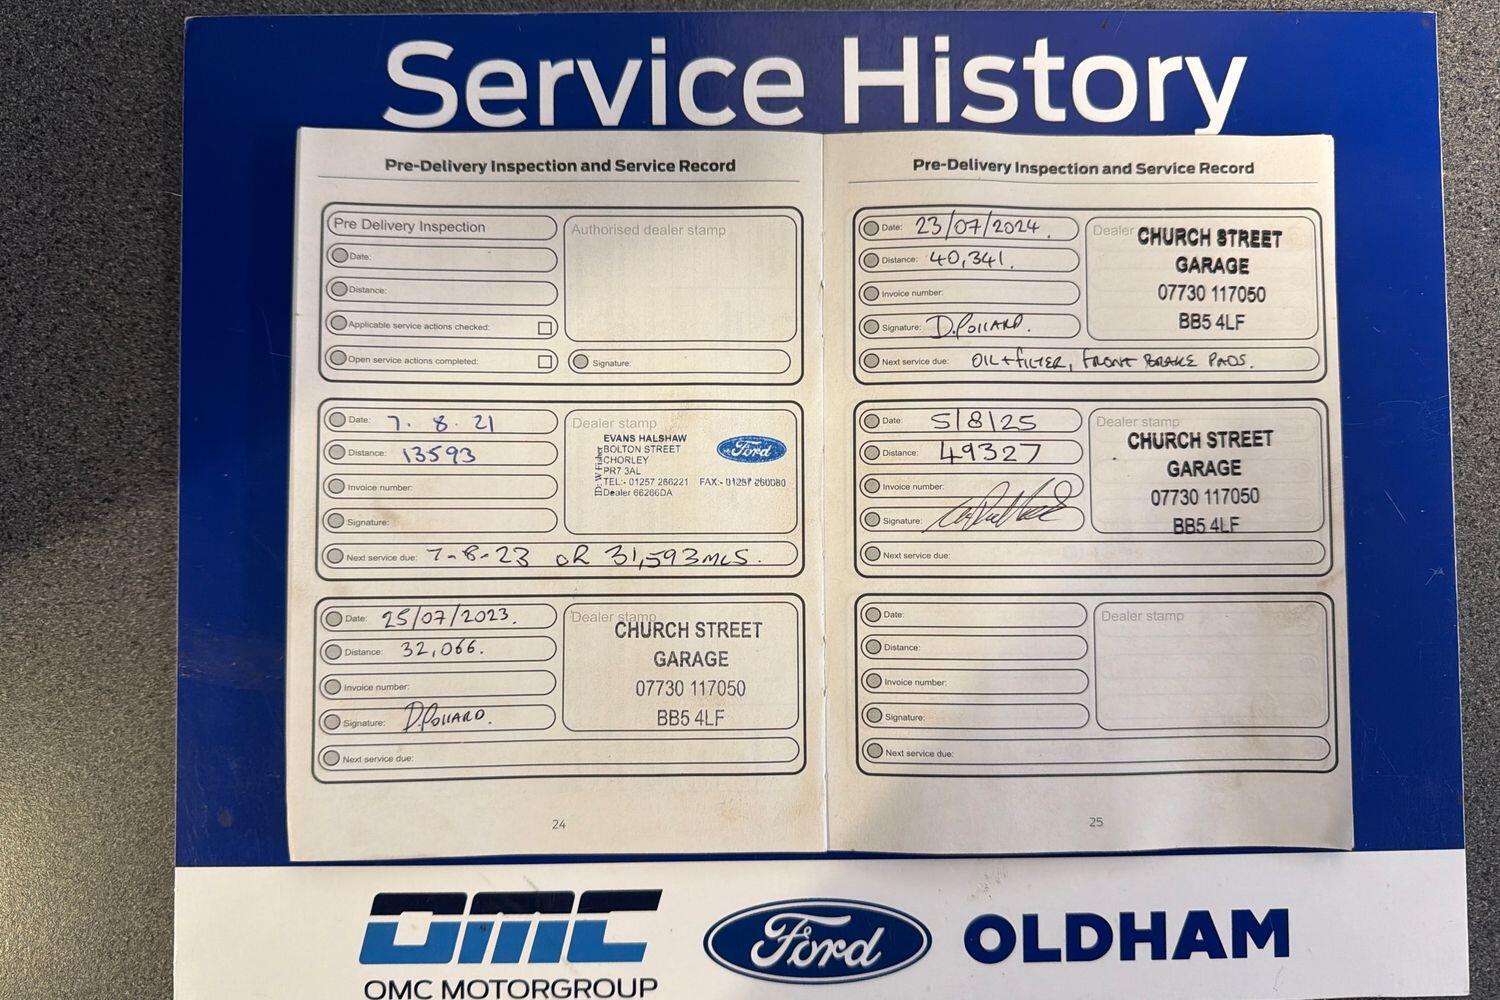 Service History
Pre-Delivery Inspection and Service Record
Pre Delivery Inspection
Date:
Distance:
Applicable service actions checked:
Open service actions completed:
Authorised dealer stamp
Signature:
Date: 7. 8. 21
Distance: 13593
Invoice number:
Signature:
Next service due: 7-8-23 OR 31,593 MLS.
Dealer stamp
EVANS HALSHAW
BOLTON STREET
CHORLEY
PR7 3AL
TEL:- 01257 266221 FAX:- 01257 260080
Dealer 66266DA
ID: W Fisher
Ford
Date: 25/07/2023.
Distance: 32,066.
Invoice number:
Signature: D.POLLARD.
Next service due:
Dealer stamp
CHURCH STREET
GARAGE
07730 117050
BB5 4LF
24
Pre-Delivery Inspection and Service Record
Date: 23/07/2024.
Distance: 40,341.
Invoice number:
Signature: D.POLLARD.
Next service due: OIL + FILTER, FRONT BRAKE PADS.
Dealer
CHURCH STREET
GARAGE
07730 117050
BB5 4LF
Date: 5/8/25
Distance: 49327
Invoice number:
Signature:
Next service due:
Dealer stamp
CHURCH STREET
GARAGE
07730 117050
BB5 4LF
Date:
Distance:
Invoice number:
Signature:
Next service due:
Dealer stamp
25
OMC
OMC MOTORGROUP
Ford
OLDHAM